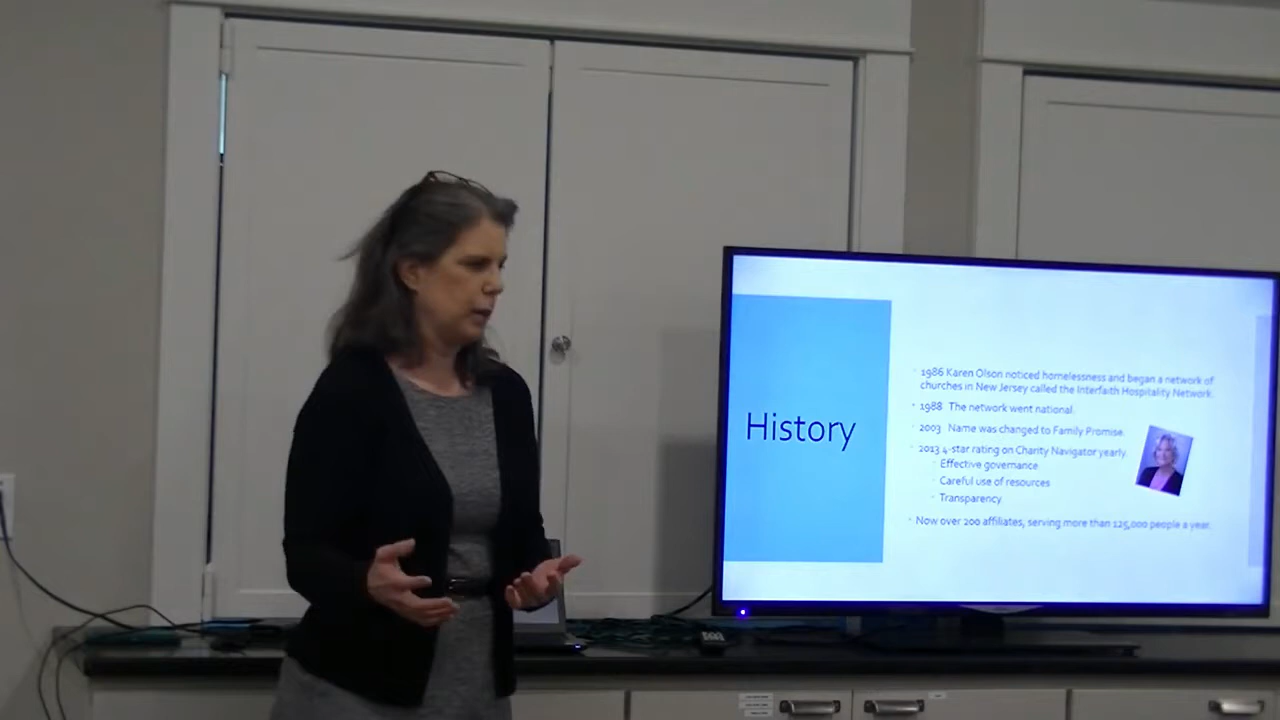 History
1986 Karen Olson noticed homelessness and began a network of
churches in New Jersey called the Interfaith Hospitality Network.
1988 The network went national.
2003 Name was changed to Family Promise.
2013 4-star rating on Charity Navigator yearly.
Effective governance
Careful use of resources
Transparency
Now over 200 affiliates, serving more than 125,000 people a year.